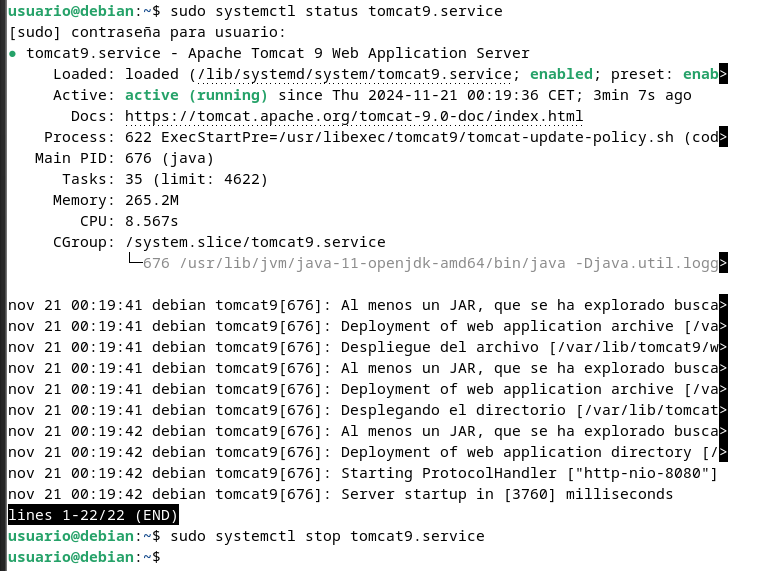 usuario@debian:~$ sudo systemctl status tomcat9.service
[sudo] contraseña para usuario:
● tomcat9.service - Apache Tomcat 9 Web Application Server
     Loaded: loaded (/lib/systemd/system/tomcat9.service; enabled; preset: enab>
     Active: active (running) since Thu 2024-11-21 00:19:36 CET; 3min 7s ago
       Docs: https://tomcat.apache.org/tomcat-9.0-doc/index.html
    Process: 622 ExecStartPre=/usr/libexec/tomcat9/tomcat-update-policy.sh (cod>
   Main PID: 676 (java)
      Tasks: 35 (limit: 4622)
     Memory: 265.2M
        CPU: 8.567s
     CGroup: /system.slice/tomcat9.service
             └─676 /usr/lib/jvm/java-11-openjdk-amd64/bin/java -Djava.util.logg>

nov 21 00:19:41 debian tomcat9[676]: Al menos un JAR, que se ha explorado busca>
nov 21 00:19:41 debian tomcat9[676]: Deployment of web application archive [/va>
nov 21 00:19:41 debian tomcat9[676]: Despliegue del archivo [/var/lib/tomcat9/w>
nov 21 00:19:41 debian tomcat9[676]: Al menos un JAR, que se ha explorado busca>
nov 21 00:19:41 debian tomcat9[676]: Deployment of web application archive [/va>
nov 21 00:19:41 debian tomcat9[676]: Desplegando el directorio [/var/lib/tomcat>
nov 21 00:19:42 debian tomcat9[676]: Al menos un JAR, que se ha explorado busca>
nov 21 00:19:42 debian tomcat9[676]: Deployment of web application directory [/>
nov 21 00:19:42 debian tomcat9[676]: Starting ProtocolHandler ["http-nio-8080"]
nov 21 00:19:42 debian tomcat9[676]: Server startup in [3760] milliseconds
lines 1-22/22 (END)
usuario@debian:~$ sudo systemctl stop tomcat9.service
usuario@debian:~$